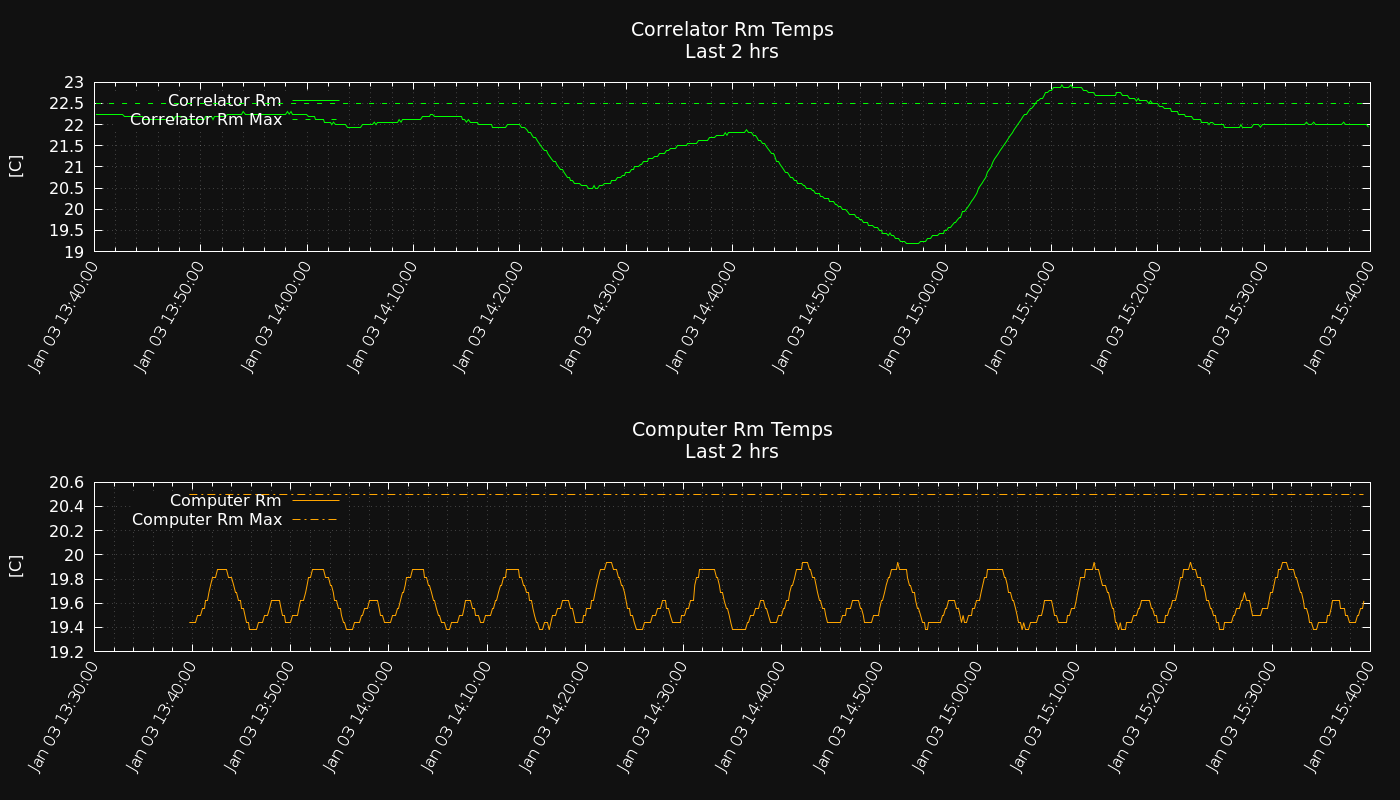 Correlator Rm Temps
Last 2 hrs
Correlator Rm
Correlator Rm Max
[C]
23
22.5
22
21.5
21
20.5
20
19.5
19
Jan 03 13:40:00
Jan 03 13:50:00
Jan 03 14:00:00
Jan 03 14:10:00
Jan 03 14:20:00
Jan 03 14:30:00
Jan 03 14:40:00
Jan 03 14:50:00
Jan 03 15:00:00
Jan 03 15:10:00
Jan 03 15:20:00
Jan 03 15:30:00
Jan 03 15:40:00
Computer Rm Temps
Last 2 hrs
Computer Rm
Computer Rm Max
[C]
20.6
20.4
20.2
20
19.8
19.6
19.4
19.2
Jan 03 13:30:00
Jan 03 13:40:00
Jan 03 13:50:00
Jan 03 14:00:00
Jan 03 14:10:00
Jan 03 14:20:00
Jan 03 14:30:00
Jan 03 14:40:00
Jan 03 14:50:00
Jan 03 15:00:00
Jan 03 15:10:00
Jan 03 15:20:00
Jan 03 15:30:00
Jan 03 15:40:00